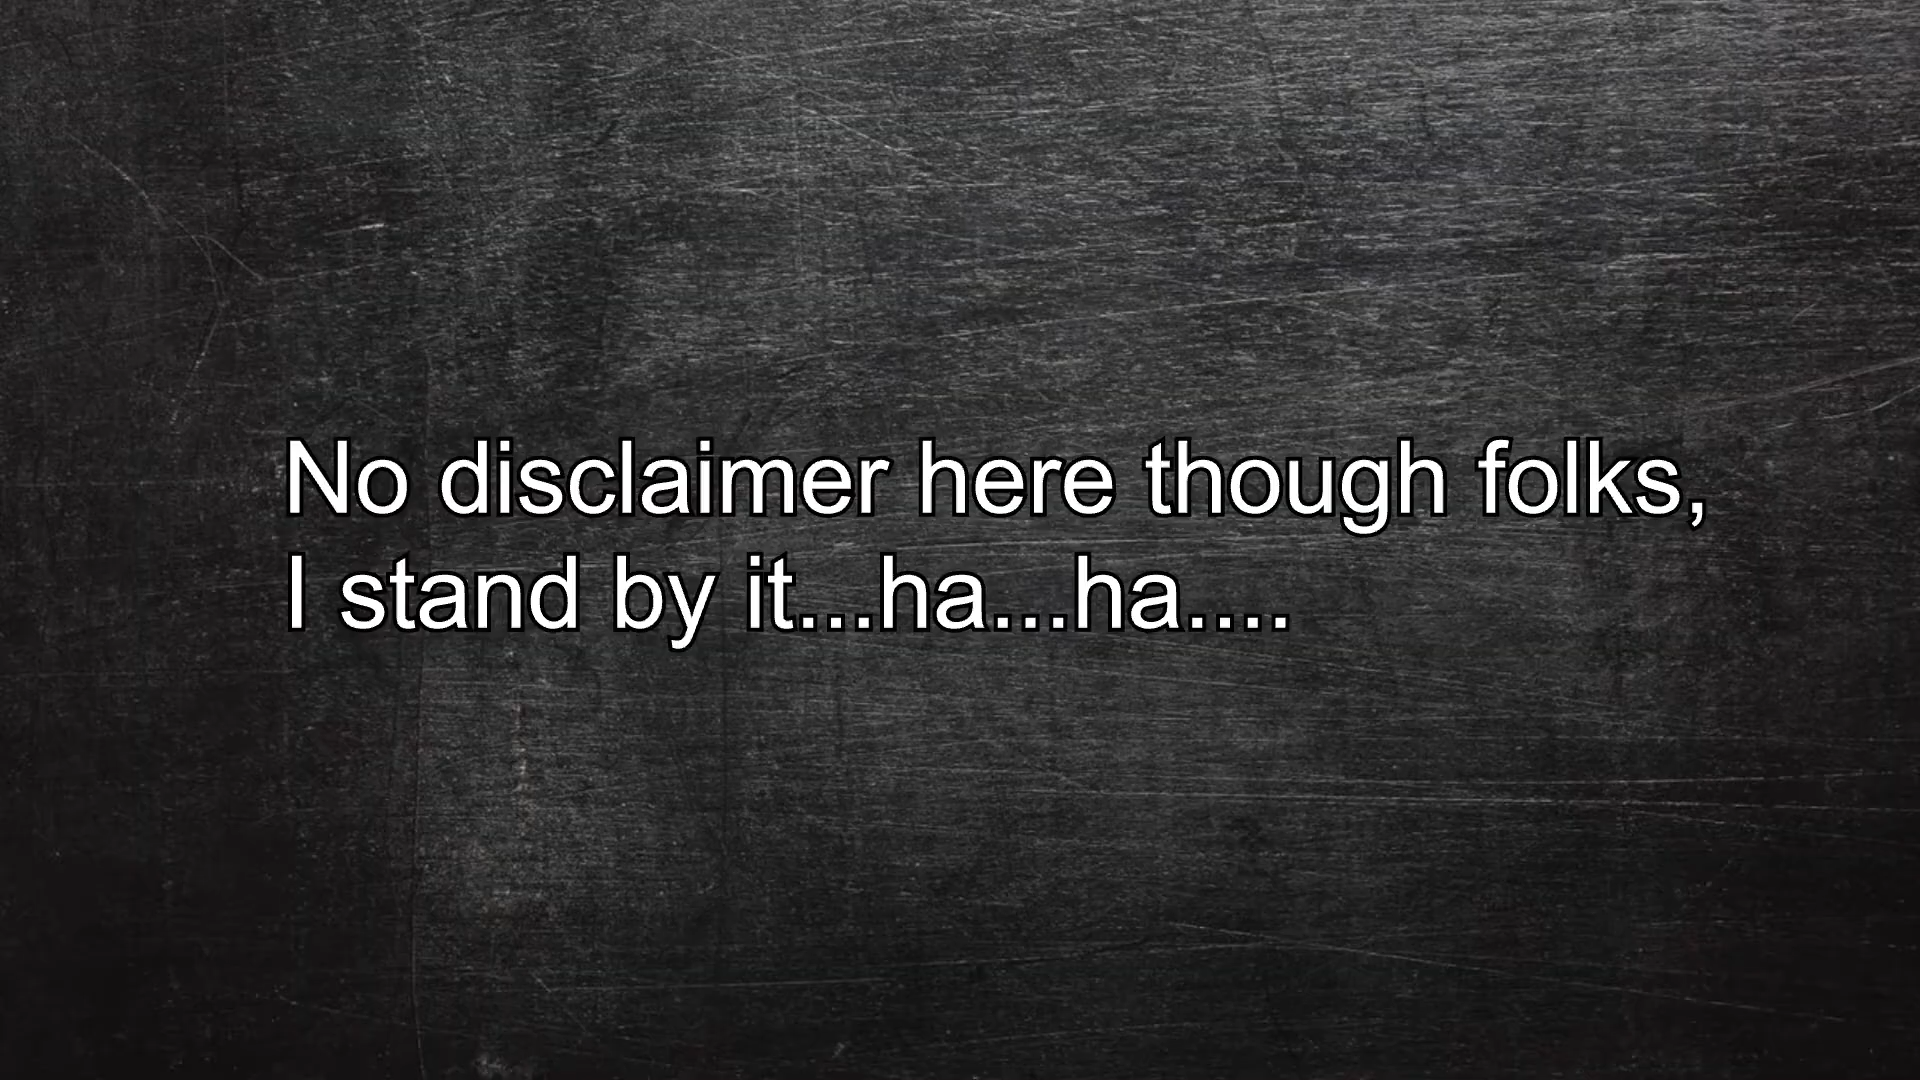 No disclaimer here though folks,
I stand by it...ha...ha....